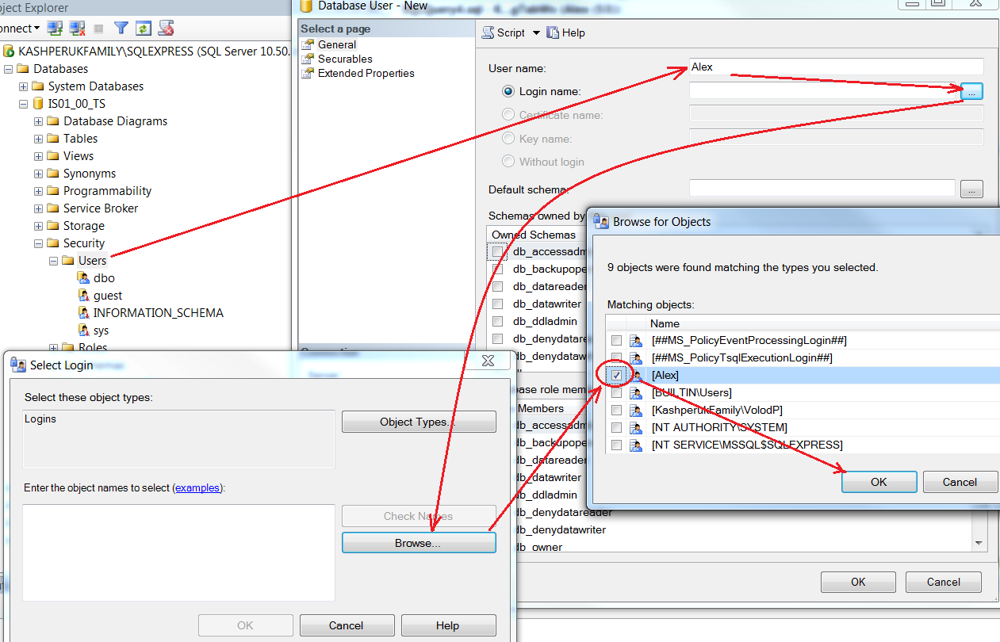 Object Explorer
Connect
KASHPERUKFAMILY\SQLEXPRESS (SQL Server 10.50.
Databases
System Databases
IS01_00_TS
Database Diagrams
Tables
Views
Synonyms
Programmability
Service Broker
Storage
Security
Users
dbo
guest
INFORMATION_SCHEMA
sys
Roles
Database User - New
Select a page
General
Securables
Extended Properties
Script
Help
User name:
Alex
Login name:
...
Certificate name:
Key name:
Without login
Default schema:
...
Schemas owned by
Owned Schemas
db_accessadm
db_backupope
db_datareader
db_datawriter
db_ddladmin
db_denydatare
db_denydataw
base role mem
Members
db_accessadm
db_backupope
db_datareader
db_datawriter
db_ddladmin
db_denydatareader
db_denydatawriter
db_owner
OK
Cancel
Connection
Select Login
Select these object types:
Logins
Object Types...
Enter the object names to select (examples):
Check Names
Browse...
OK
Cancel
Help
Browse for Objects
9 objects were found matching the types you selected.
Matching objects:
Name
[##MS_PolicyEventProcessingLogin##]
[##MS_PolicyTsqlExecutionLogin##]
[Alex]
[BUILTIN\Users]
[KashperukFamily\VolodP]
[NT AUTHORITY\SYSTEM]
[NT SERVICE\MSSQL$SQLEXPRESS]
OK
Cancel